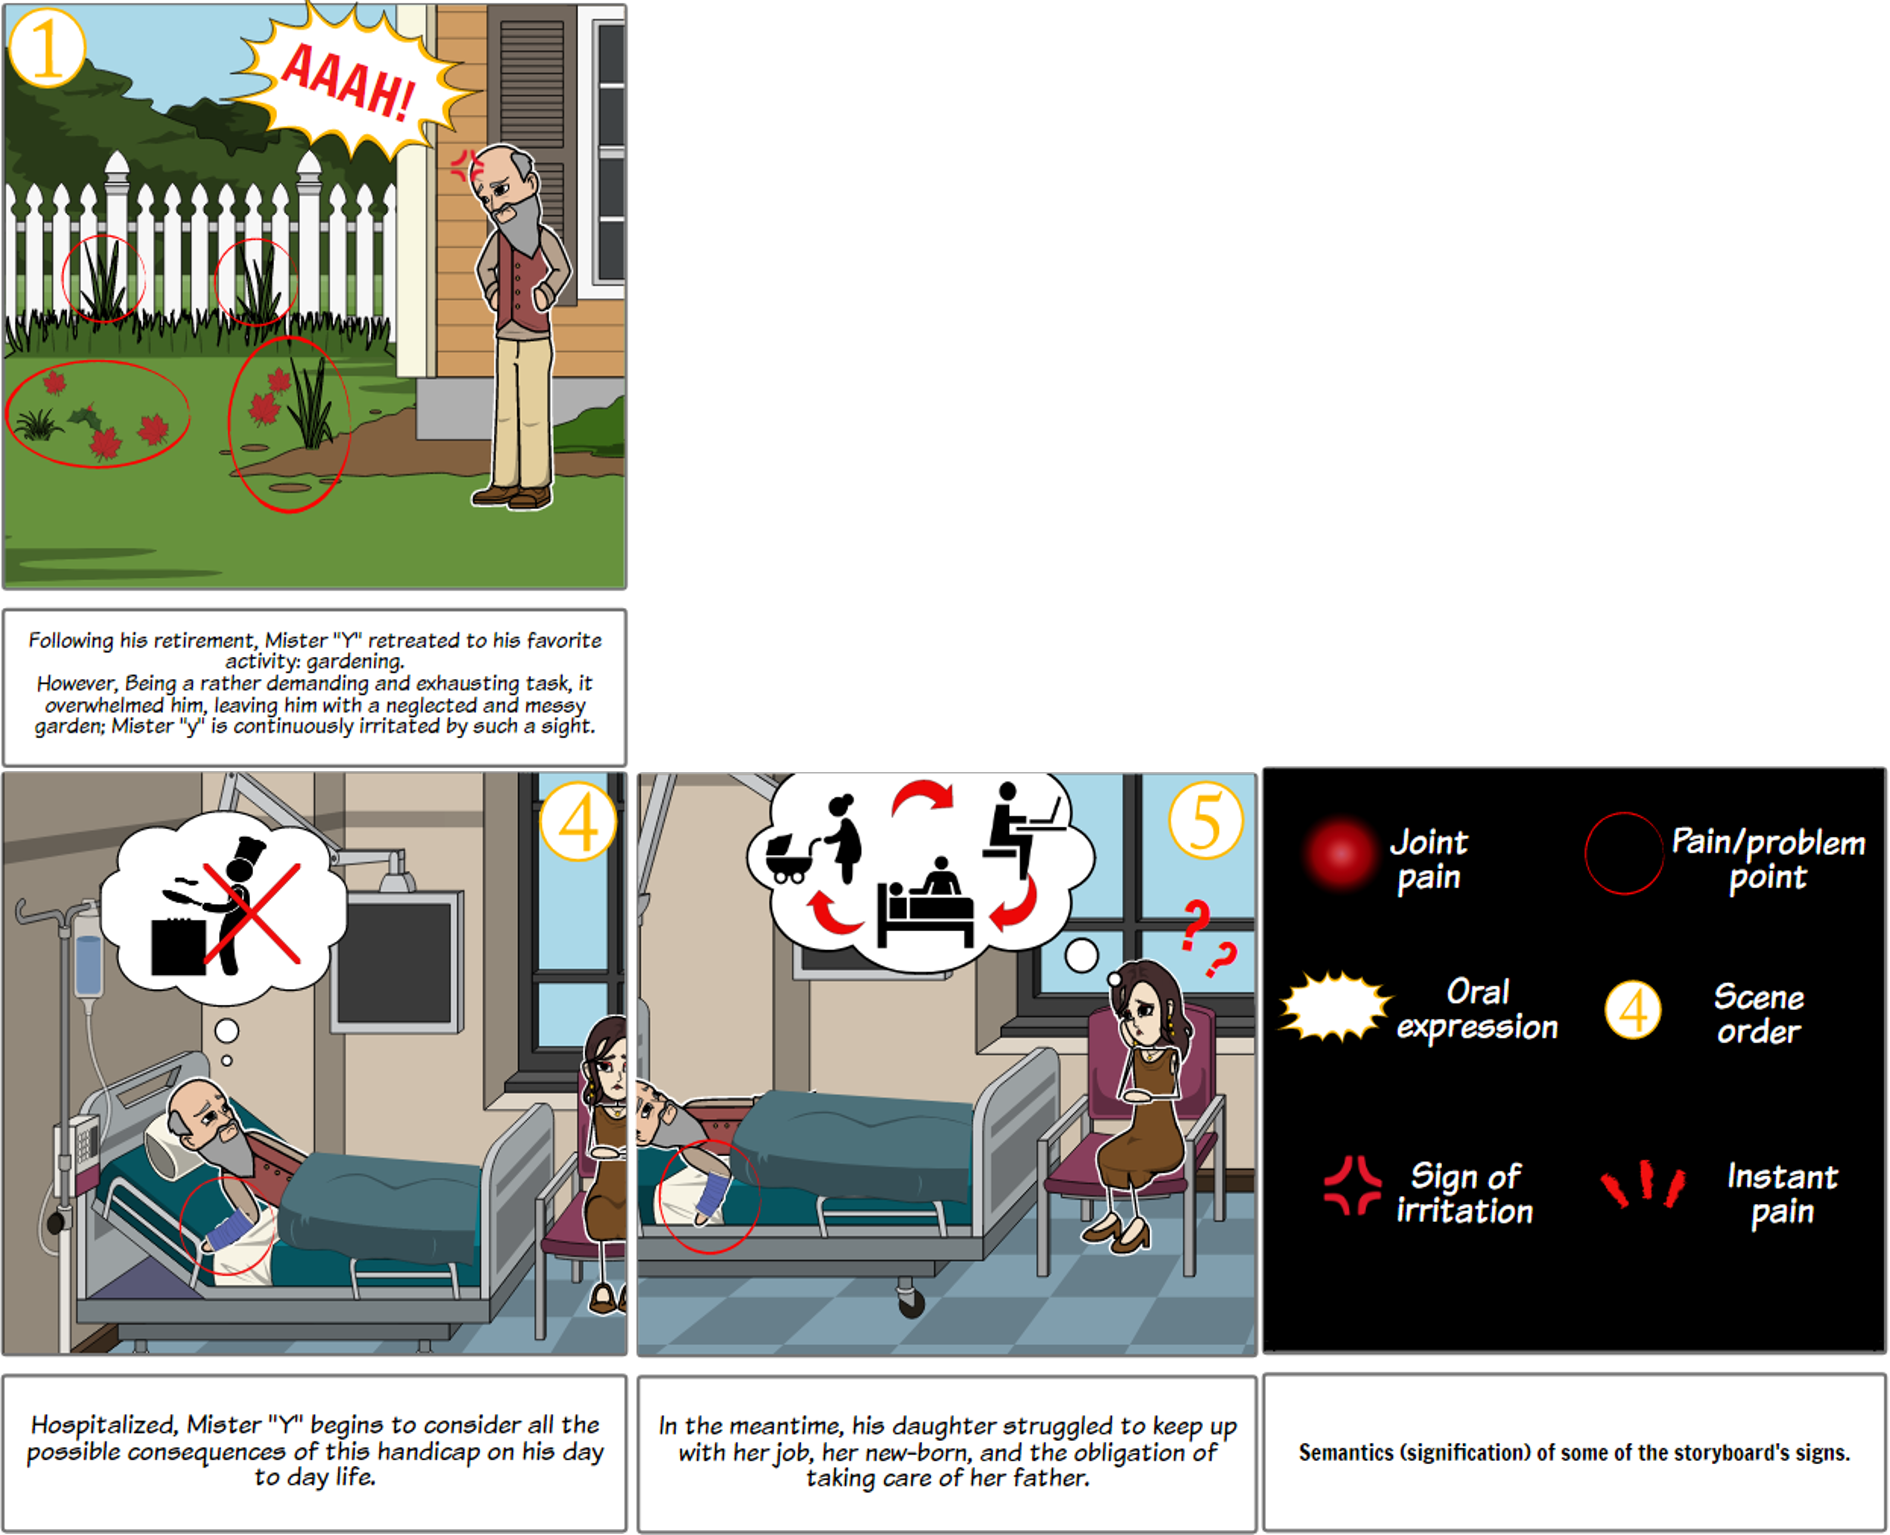 1
AAAH!
Following his retirement, Mister "Y" retreated to his favorite
activity: gardening.
However, Being a rather demanding and exhausting task, it
overwhelmed him, leaving him with a neglected and messy
garden; Mister "y" is continuously irritated by such a sight.
4
Hospitalized, Mister "Y" begins to consider all the
possible consequences of this handicap on his day
to day life.
5
? ?
In the meantime, his daughter struggled to keep up
with her job, her new-born, and the obligation of
taking care of her father.
Joint
pain
Pain/problem
point
Oral
expression
4
Scene
order
Sign of
irritation
Instant
pain
Semantics (signification) of some of the storyboard's signs.